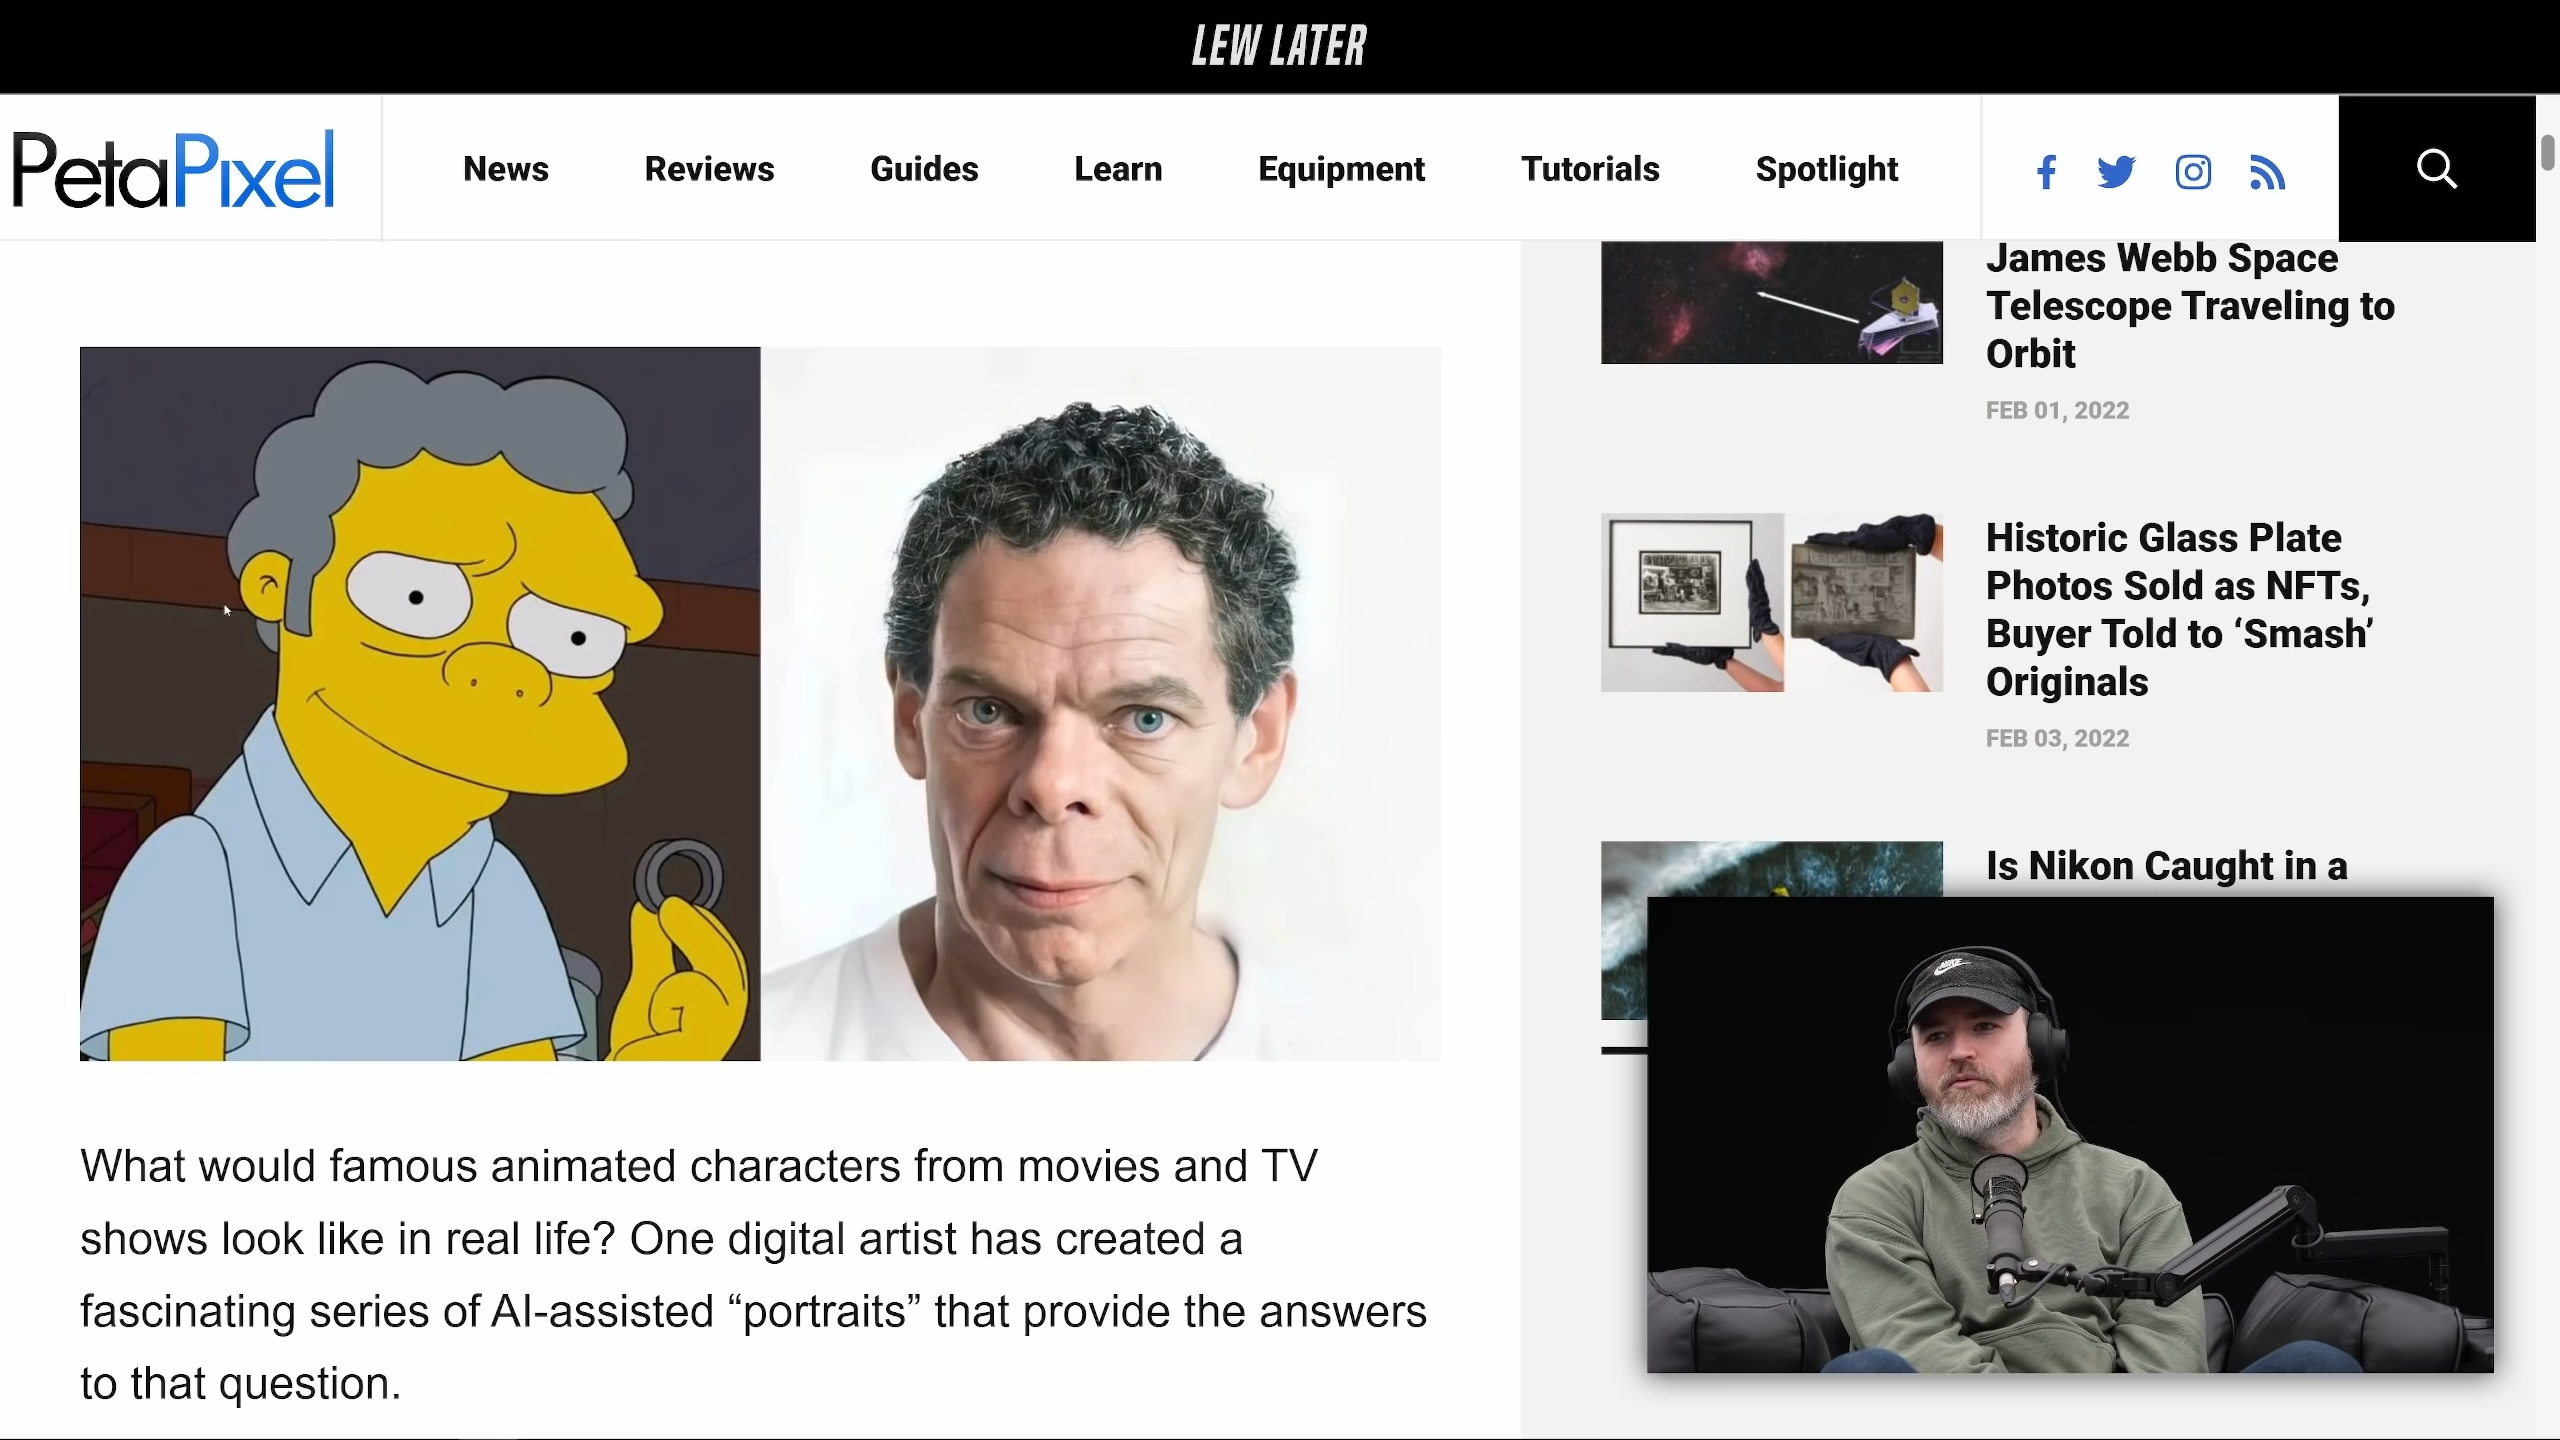 LEW LATER
PetaPixel
News
Reviews
Guides
Learn
Equipment
Tutorials
Spotlight
James Webb Space
Telescope Traveling to
Orbit
FEB 01, 2022
Historic Glass Plate
Photos Sold as NFTs,
Buyer Told to ‘Smash’
Originals
FEB 03, 2022
Is Nikon Caught in a
NIKE
What would famous animated characters from movies and TV
shows look like in real life? One digital artist has created a
fascinating series of AI-assisted “portraits” that provide the answers
to that question.